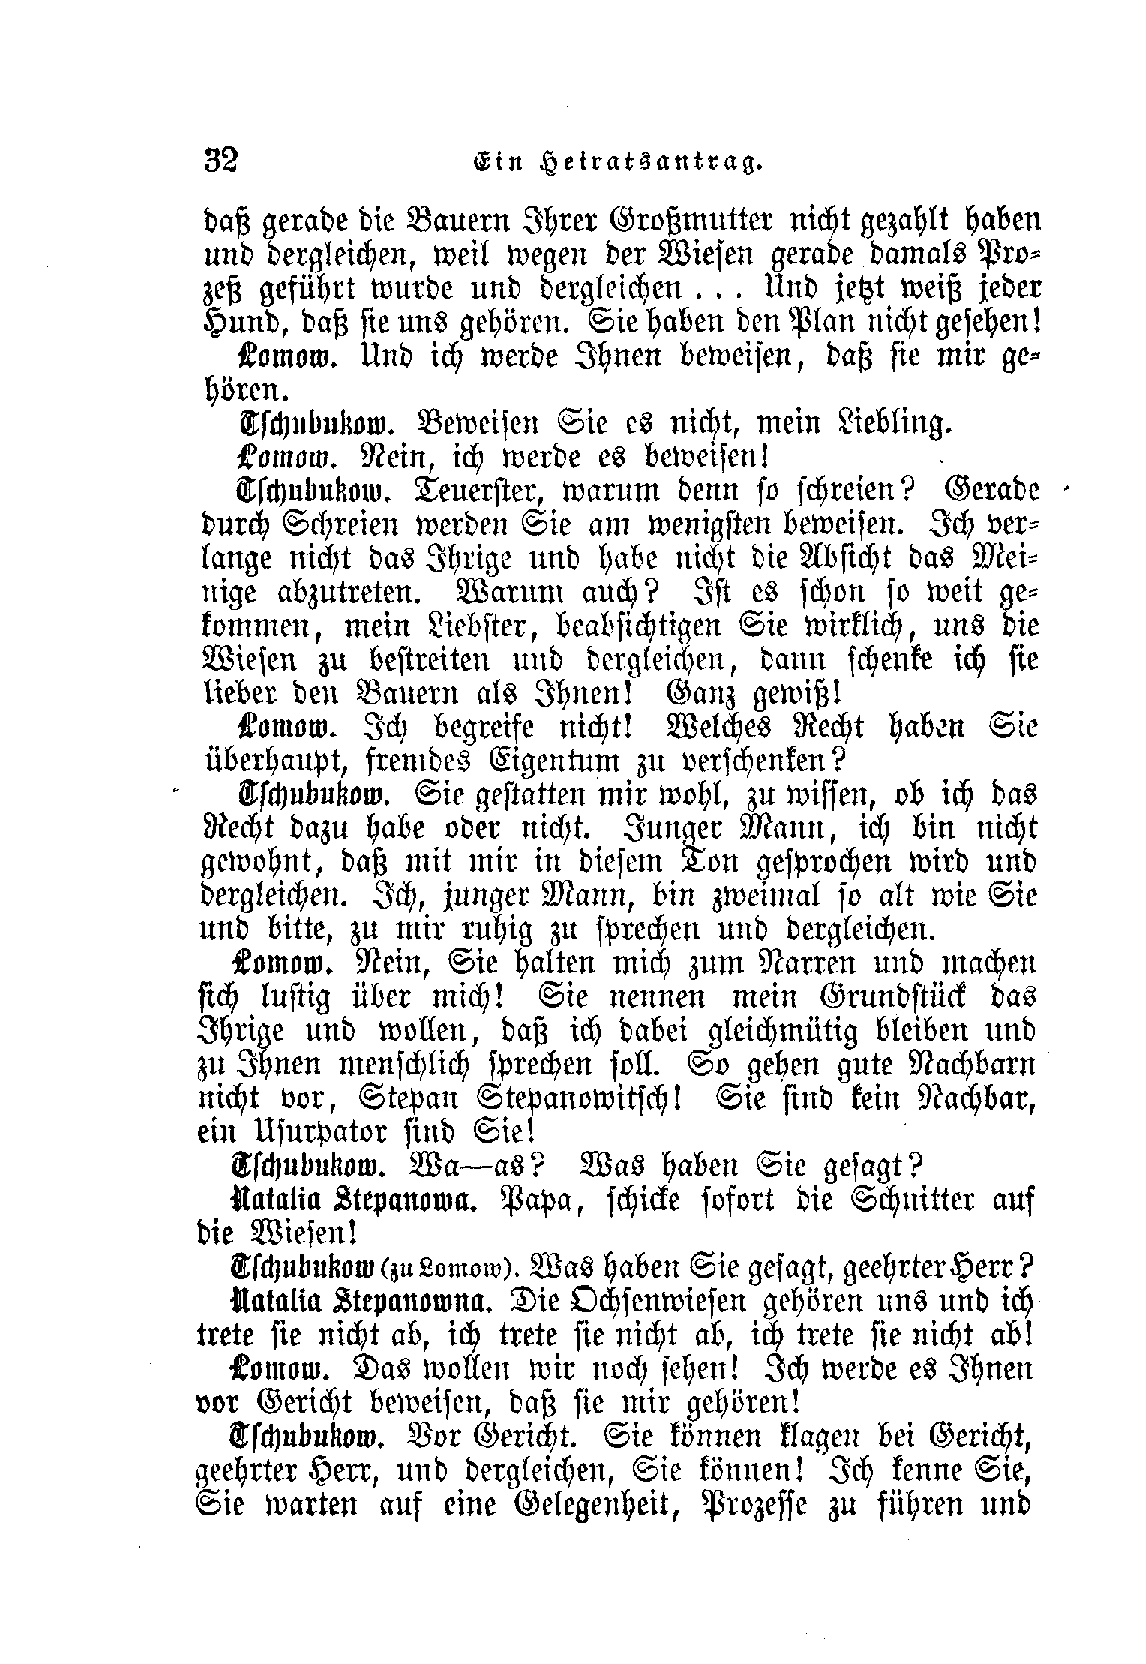 32 Ein Heiratsantrag.
daß gerade die Bauern Ihrer Großmutter nicht gezahlt haben
und dergleichen, weil wegen der Wiesen gerade damals Pro-
zeß geführt wurde und dergleichen . . . Und jetzt weiß jeder
Hund, daß sie uns gehören. Sie haben den Plan nicht gesehen!
Lomow. Und ich werde Ihnen beweisen, daß sie mir ge-
hören.
Tschubukow. Beweisen Sie es nicht, mein Liebling.
Lomow. Nein, ich werde es beweisen!
Tschubukow. Teuerster, warum denn so schreien? Gerade
durch Schreien werden Sie am wenigsten beweisen. Ich ver-
lange nicht das Ihrige und habe nicht die Absicht das Mei-
nige abzutreten. Warum auch? Ist es schon so weit ge-
kommen, mein Liebster, beabsichtigen Sie wirklich, uns die
Wiesen zu bestreiten und dergleichen, dann schenke ich sie
lieber den Bauern als Ihnen! Ganz gewiß!
Lomow. Ich begreife nicht! Welches Recht haben Sie
überhaupt, fremdes Eigentum zu verschenken?
Tschubukow. Sie gestatten mir wohl, zu wissen, ob ich das
Recht dazu habe oder nicht. Junger Mann, ich bin nicht
gewohnt, daß mit mir in diesem Ton gesprochen wird und
dergleichen. Ich, junger Mann, bin zweimal so alt wie Sie
und bitte, zu mir ruhig zu sprechen und dergleichen.
Lomow. Nein, Sie halten mich zum Narren und machen
sich lustig über mich! Sie nennen mein Grundstück das
Ihrige und wollen, daß ich dabei gleichmütig bleiben und
zu Ihnen menschlich sprechen soll. So gehen gute Nachbarn
nicht vor, Stepan Stepanowitsch! Sie sind kein Nachbar,
ein Usurpator sind Sie!
Tschubukow. Wa—as? Was haben Sie gesagt?
Natalia Stepanowa. Papa, schicke sofort die Schnitter auf
die Wiesen!
Tschubukow (zu Lomow). Was haben Sie gesagt, geehrter Herr?
Natalia Stepanowna. Die Ochsenwiesen gehören uns und ich
trete sie nicht ab, ich trete sie nicht ab, ich trete sie nicht ab!
Lomow. Das wollen wir noch sehen! Ich werde es Ihnen
vor Gericht beweisen, daß sie mir gehören!
Tschubukow. Vor Gericht. Sie können klagen bei Gericht,
geehrter Herr, und dergleichen, Sie können! Ich kenne Sie,
Sie warten auf eine Gelegenheit, Prozesse zu führen und